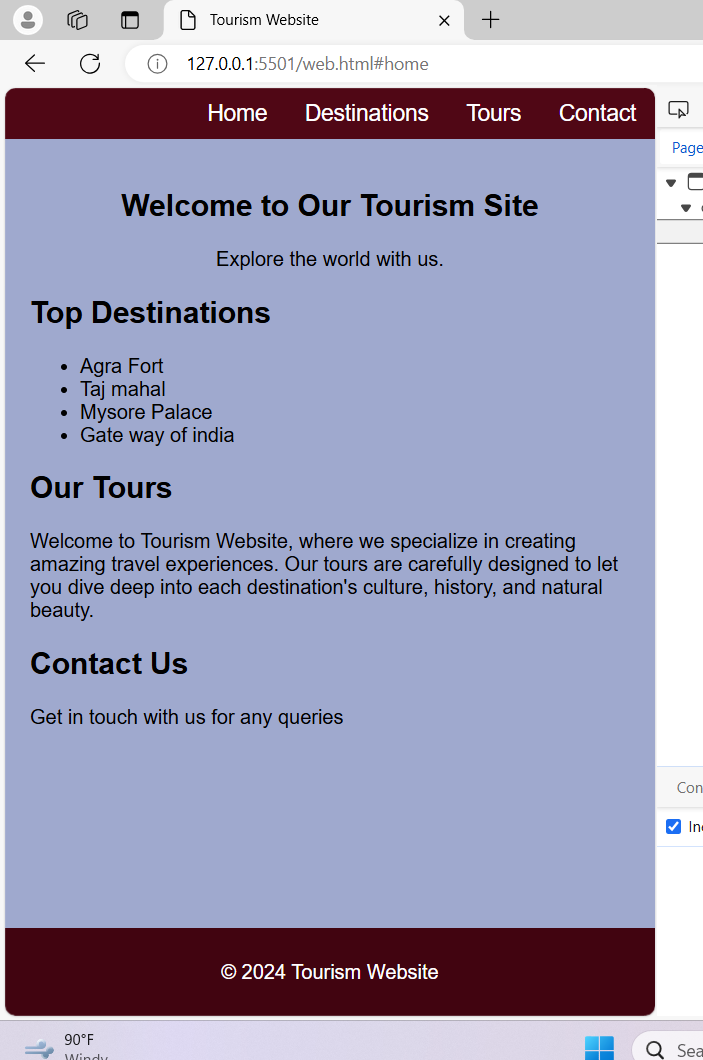 Tourism Website
127.0.0.1:5501/web.html#home
Home Destinations Tours Contact
Page
Welcome to Our Tourism Site
Explore the world with us.
Top Destinations
• Agra Fort
• Taj mahal
• Mysore Palace
• Gate way of india
Our Tours
Welcome to Tourism Website, where we specialize in creating
amazing travel experiences. Our tours are carefully designed to let
you dive deep into each destination's culture, history, and natural
beauty.
Contact Us
Get in touch with us for any queries
Con
© 2024 Tourism Website
90°F
Windy
Sea